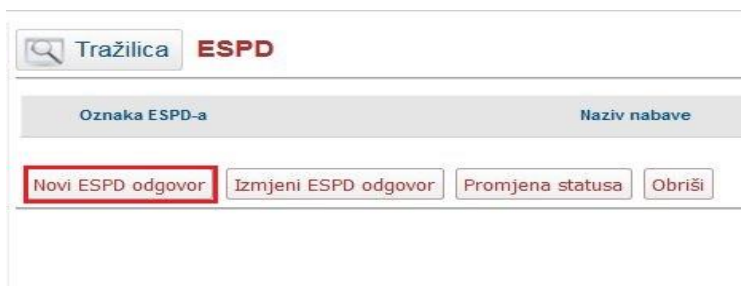 Tražilica ESPD
Oznaka ESPD-a Naziv nabave
Novi ESPD odgovor Izmjeni ESPD odgovor Promjena statusa Obriši